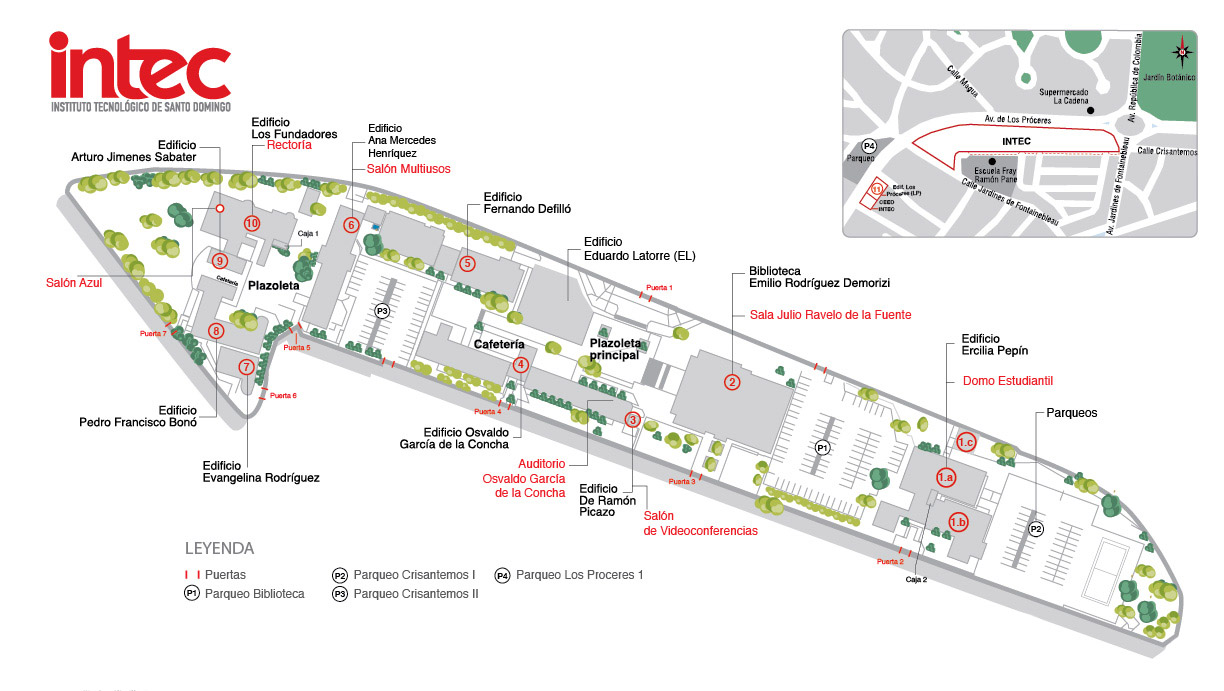 intec
INSTITUTO TECNOLÓGICO DE SANTO DOMINGO
Edificio
Arturo Jimenes Sabater
Edificio
Los Fundadores
Rectoría
Edificio
Ana Mercedes
Henríquez
Salón Multiusos
Edificio
Fernando Defilló
Edificio
Eduardo Latorre (EL)
Biblioteca
Emilio Rodríguez Demorizi
Sala Julio Ravelo de la Fuente
Edificio
Ercilia Pepín
Domo Estudiantil
Parqueos
Calle Magua
Supermercado
La Cadena
Av. República de Colombia
Jardín Botánico
N
Av. de Los Próceres
INTEC
Calle Crisantemos
P4
Parqueo
Escuela Fray
Ramón Pane
Calle Jardines de Fontainebleau
Av. Jardines de Fontainebleau
11
Edif. Los
Próceres (LP)
CEED
INTEC
10
Caja 1
6
5
9
Cafetería
Plazoleta
Salón Azul
Puerta 7
8
7
Puerta 5
Puerta 6
P3
Puerta 1
Cafetería
Plazoleta
principal
4
2
3
Puerta 4
P1
1.c
1.a
1.b
P2
Puerta 3
Puerta 2
Caja 2
Edificio
Pedro Francisco Bonó
Edificio
Evangelina Rodríguez
Edificio Osvaldo
García de la Concha
Auditorio
Osvaldo García
de la Concha
Edificio
De Ramón
Picazo
Salón
de Videoconferencias
LEYENDA
Puertas
P1 Parqueo Biblioteca
P2 Parqueo Crisantemos I
P3 Parqueo Crisantemos II
P4 Parqueo Los Proceres 1